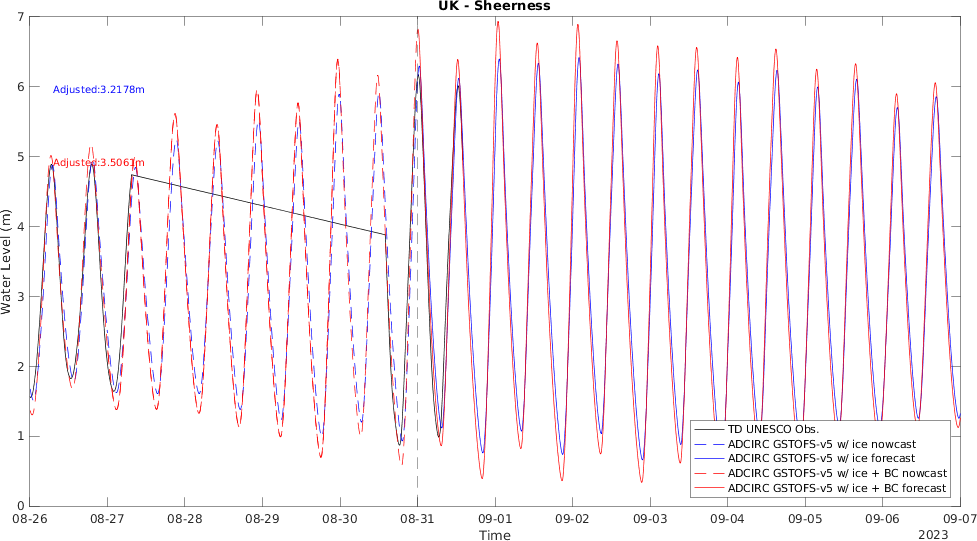 UK - Sheerness
7
6
5
4
3
2
1
0
Water Level (m)
Adjusted:3.2178m
Adjusted:3.5061m
TD UNESCO Obs.
ADCIRC GSTOFS-v5 w/ ice nowcast
ADCIRC GSTOFS-v5 w/ ice forecast
ADCIRC GSTOFS-v5 w/ ice + BC nowcast
ADCIRC GSTOFS-v5 w/ ice + BC forecast
08-26 08-27 08-28 08-29 08-30 08-31 09-01 09-02 09-03 09-04 09-05 09-06 09-07
Time
2023